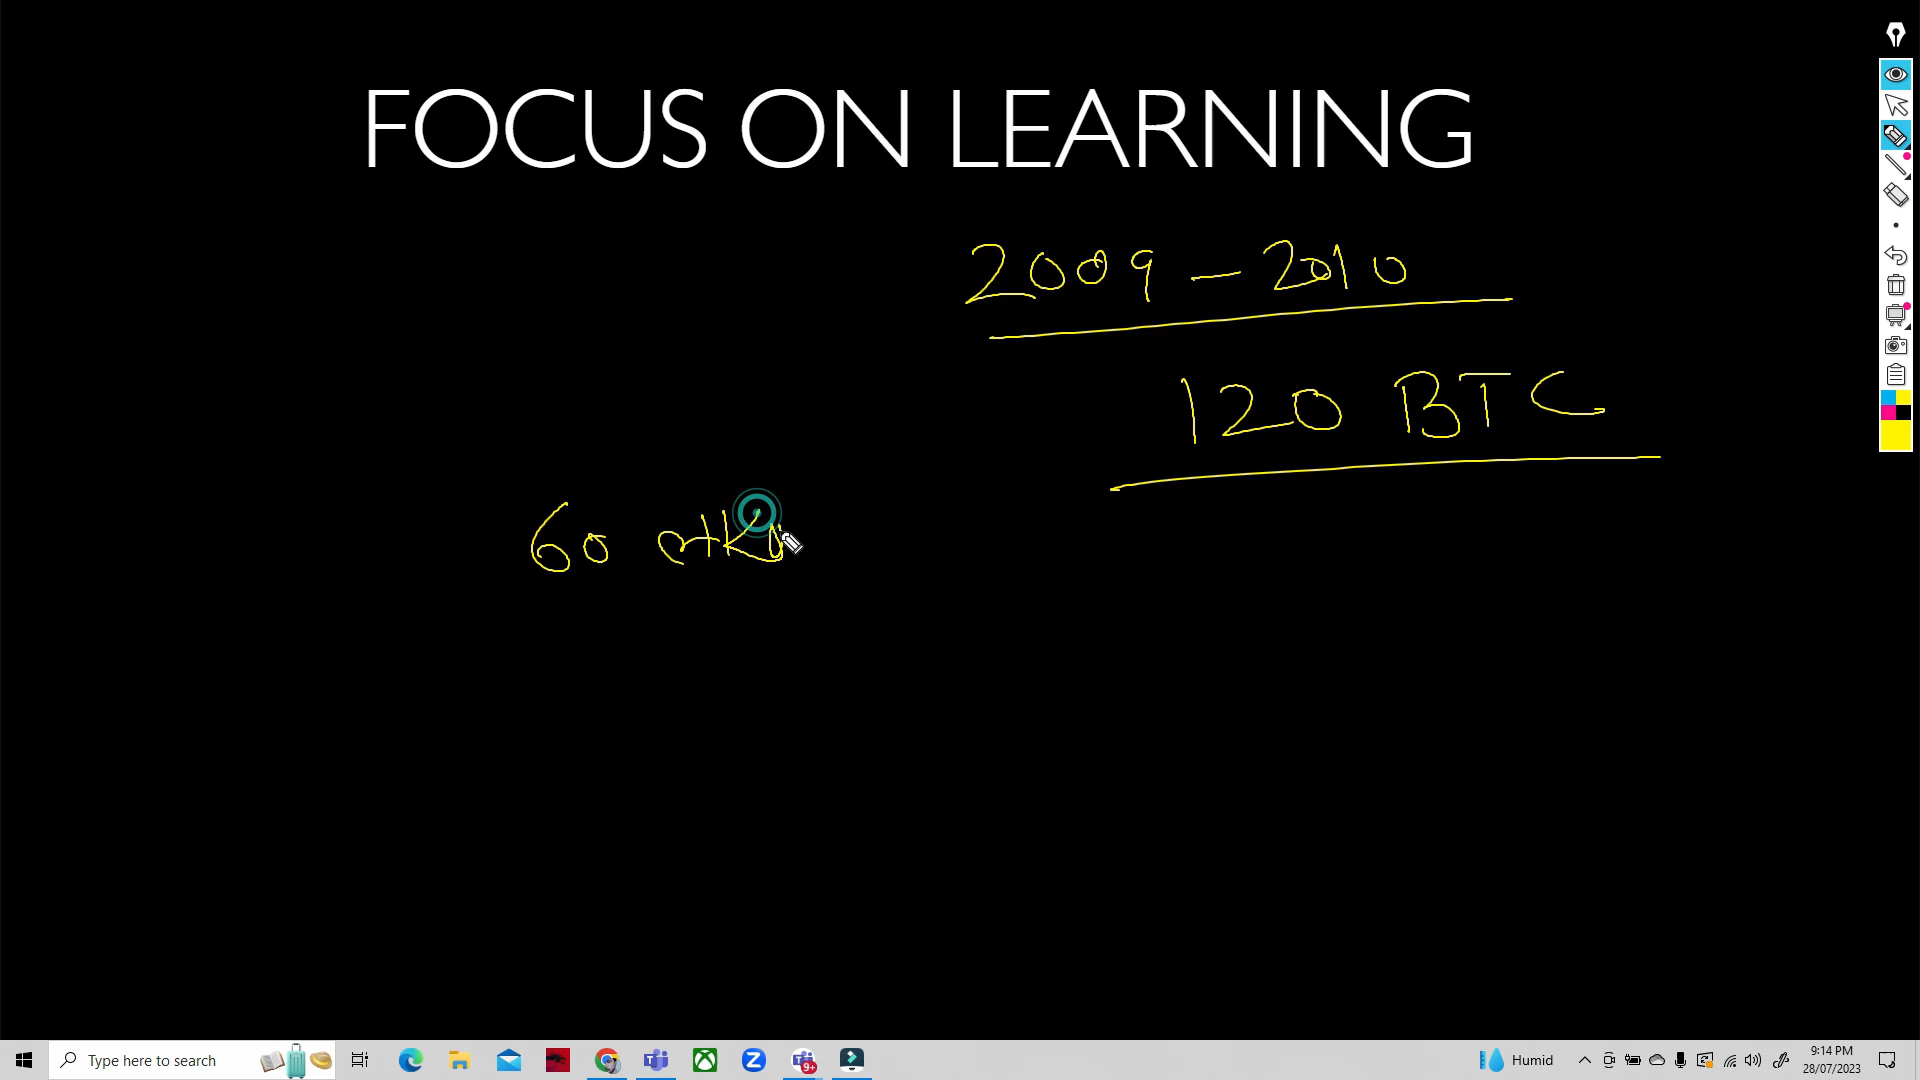 FOCUS ON LEARNING
2009 - 2010
120 BTC
60
Type here to search
Humid
9:14 PM
28/07/2023
9+